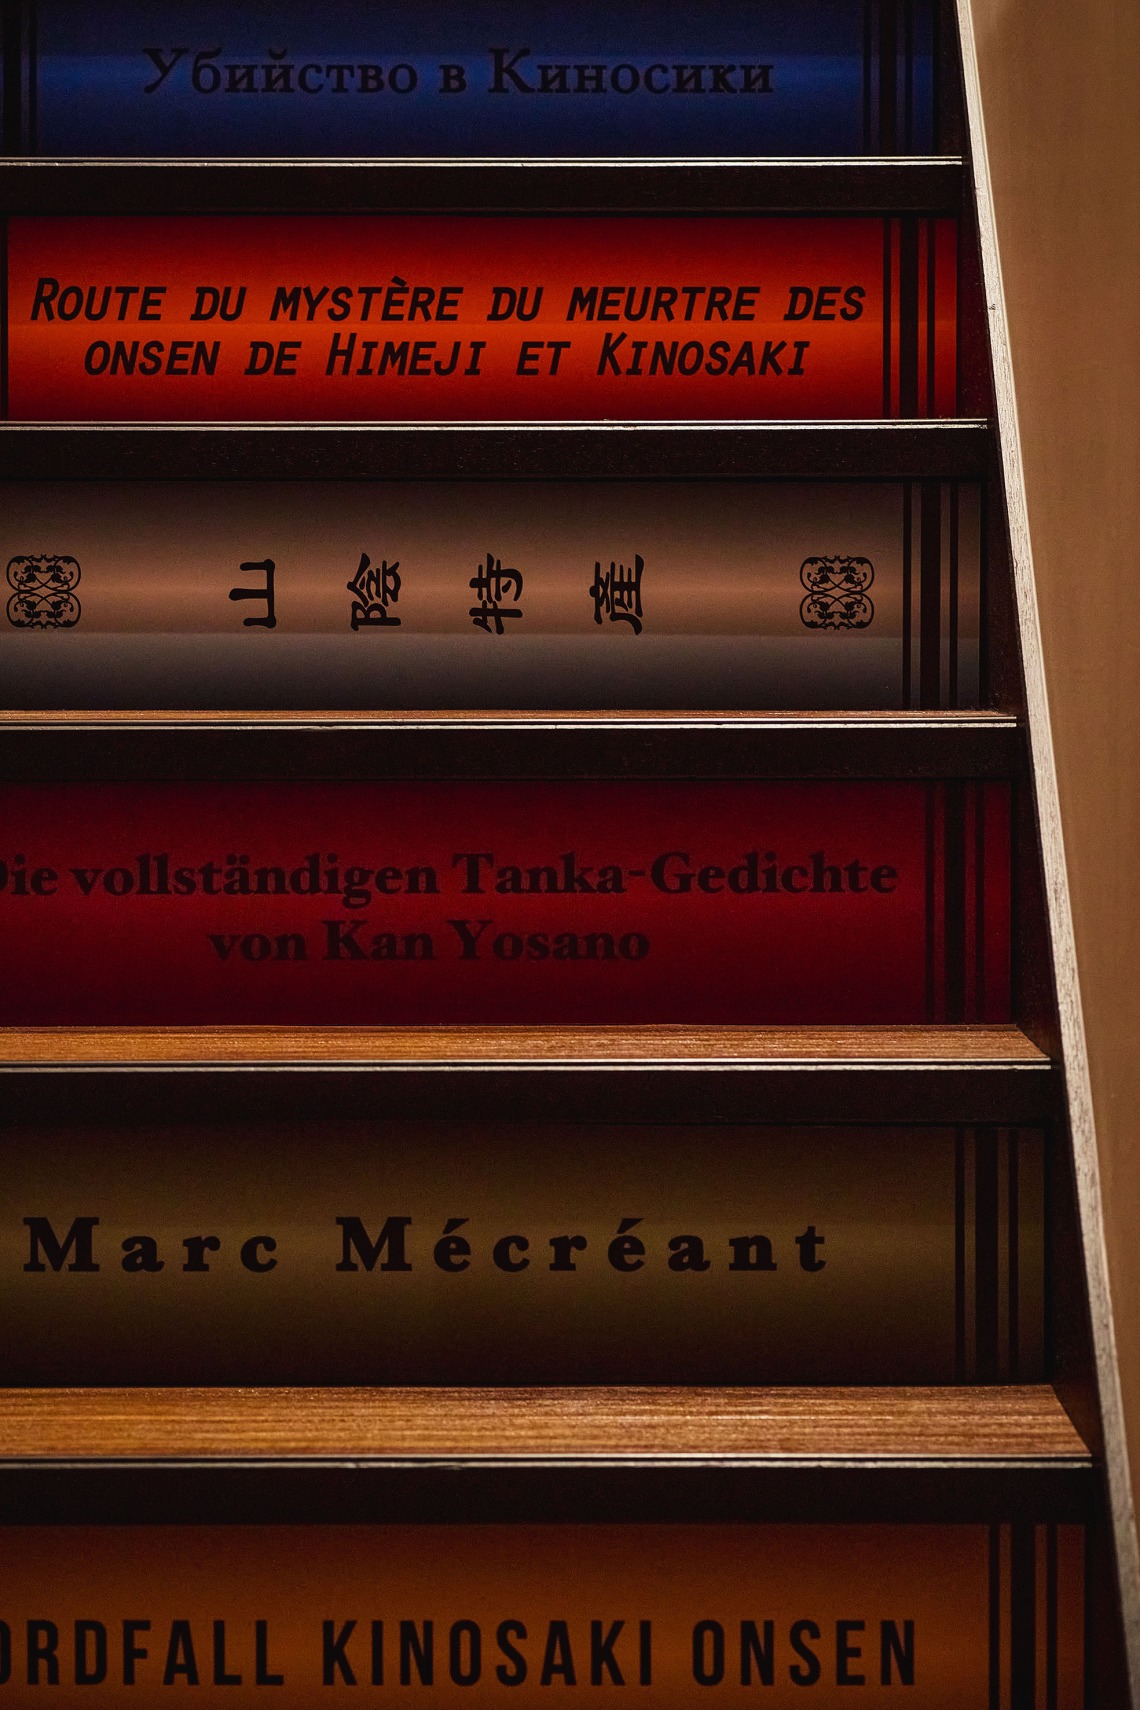 Убийство в Киносики
ROUTE DU MYSTÈRE DU MEURTRE DES
ONSEN DE HIMEJI ET KINOSAKI
山陰特産
Die vollständigen Tanka-Gedichte
von Kan Yosano
Marc Mécréant
ORDFALL KINOSAKI ONSEN